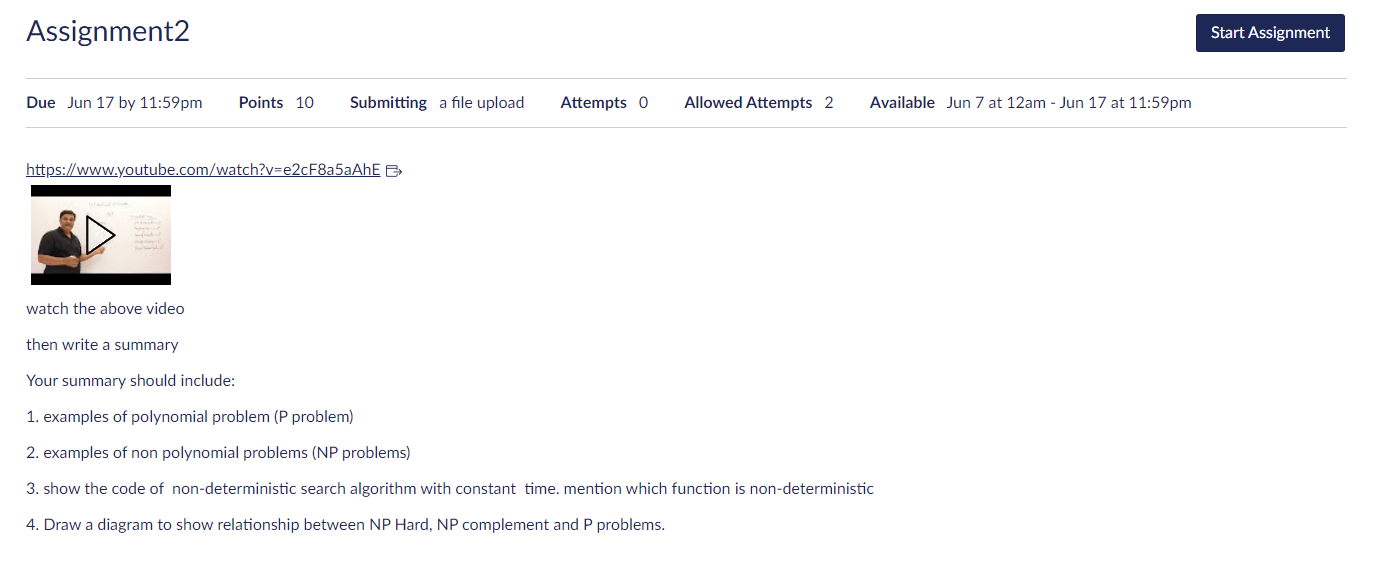 Assignment2
Start Assignment
Due Jun 17 by 11:59pm Points 10 Submitting a file upload Attempts 0 Allowed Attempts 2 Available Jun 7 at 12am - Jun 17 at 11:59pm
https://www.youtube.com/watch?v=e2cF8a5aAhE
watch the above video
then write a summary
Your summary should include:
1. examples of polynomial problem (P problem)
2. examples of non polynomial problems (NP problems)
3. show the code of non-deterministic search algorithm with constant time. mention which function is non-deterministic
4. Draw a diagram to show relationship between NP Hard, NP complement and P problems.